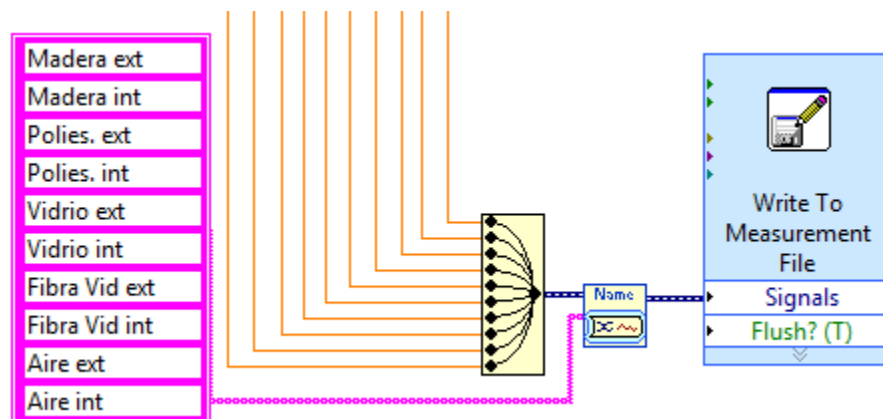 Madera ext
Madera int
Polies. ext
Polies. int
Vidrio ext
Vidrio int
Fibra Vid ext
Fibra Vid int
Aire ext
Aire int
Name
Write To
Measurement
File
Signals
Flush? (T)